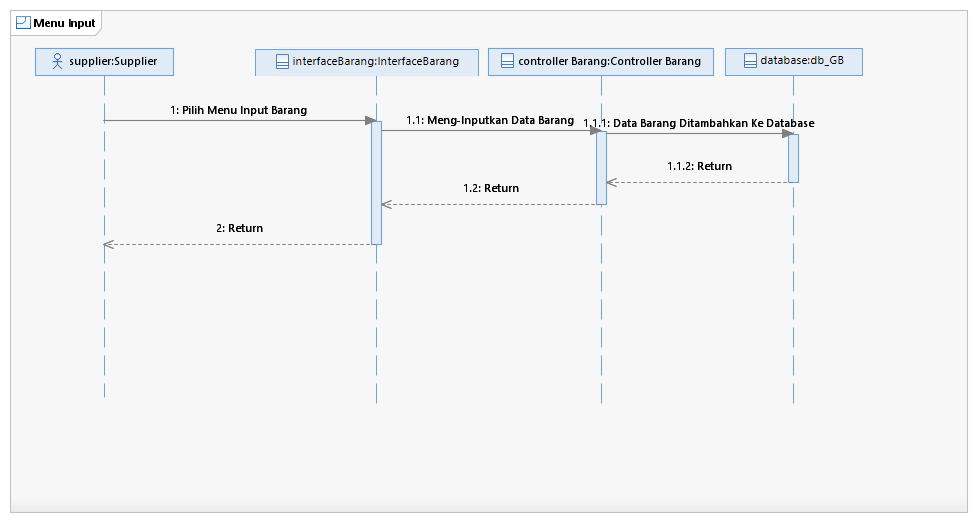 Menu Input
supplier:Supplier
interfaceBarang:InterfaceBarang
controller Barang:Controller Barang
database:db_GB
1: Pilih Menu Input Barang
1.1: Meng-Inputkan Data Barang
1.1.1: Data Barang Ditambahkan Ke Database
1.1.2: Return
1.2: Return
2: Return